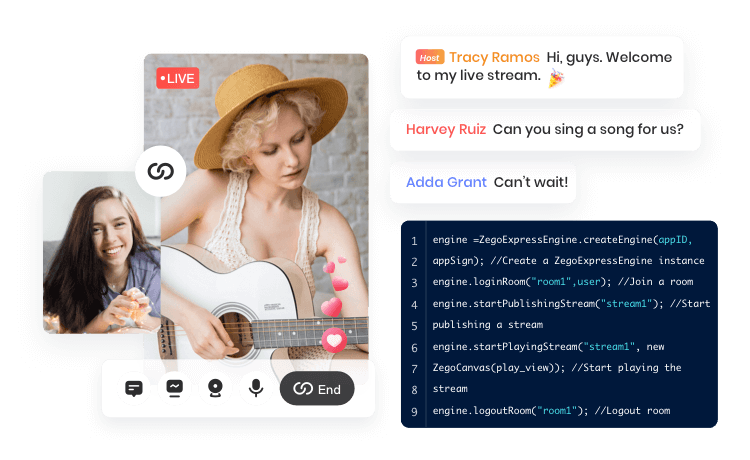 LIVE
End
Host Tracy Ramos Hi, guys. Welcome
to my live stream.
Harvey Ruiz Can you sing a song for us?
Adda Grant Can't wait!
1 engine =ZegoExpressEngine.createEngine(appID,
2 appSign); //Create a ZegoExpressEngine instance
3 engine.loginRoom("room1",user); //Join a room
4 engine.startPublishingStream("stream1"); //Start
5 publishing a stream
6 engine.startPlayingStream("stream1", new
7 ZegoCanvas(play_view)); //Start playing the
8 stream
9 engine.logoutRoom("room1"); //Logout room